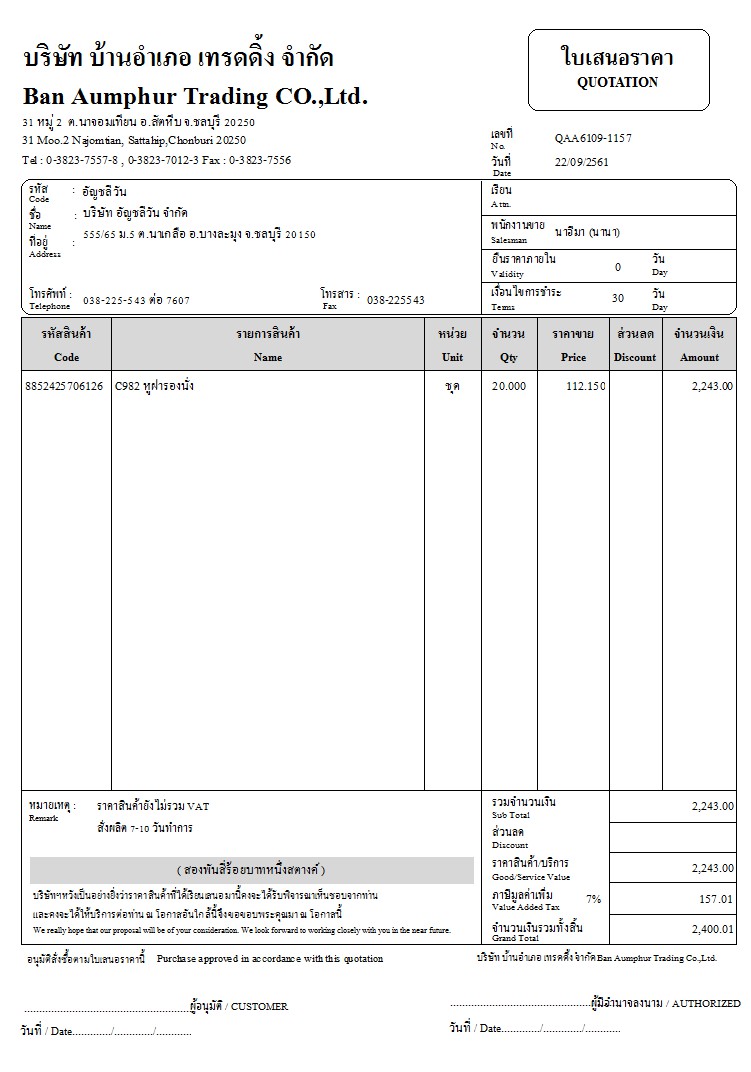 บริษัท บ้านอำเภอ เทรดดิ้ง จำกัด
ใบเสนอราคา
Ban Aumphur Trading CO.,Ltd.
QUOTATION
31 หมู่ 2 ต.นาจอมเทียน อ.สัตหีบ จ.ชลบุรี 20250
31 Moo.2 Najomtian, Sattahip,Chonburi 20250
เลขที่ QAA6109-1157
No.
Tel : 0-3823-7557-8 , 0-3823-7012-3 Fax : 0-3823-7556
วันที่ 22/09/2561
Date
รหัส : อัญชลีวัน
Code
ชื่อ : บริษัท อัญชลีวัน จำกัด
Name
ที่อยู่ : 555/65 ม.5 ต.นาเกลือ อ.บางละมุง จ.ชลบุรี 20150
Address
โทรศัพท์ : 038-225-543 ต่อ 7607 โทรสาร : 038-225543
Telephone Fax
เรียน
Attn.
พนักงานขาย นาอีมา (นานา)
Salesman
ยืนราคาภายใน 0 วัน
Validity Day
เงื่อนไขการชำระ 30 วัน
Terms Day
รหัสสินค้า รายการสินค้า หน่วย จำนวน ราคาขาย ส่วนลด จำนวนเงิน
Code Name Unit Qty Price Discount Amount
8852425706126 C982 หูฝารองนั่ง ชุด 20.000 112.150 2,243.00
หมายเหตุ : ราคาสินค้ายังไม่รวม VAT
Remark
สั่งผลิต 7-10 วันทำการ
( สองพันสี่ร้อยบาทหนึ่งสตางค์ )
บริษัทฯหวังเป็นอย่างยิ่งว่าราคาสินค้าที่ได้เรียนเสนอมานี้คงจะได้รับพิจารณาเห็นชอบจากท่าน
และคงจะได้ให้บริการต่อท่าน ณ โอกาสอันใกล้นี้จึงขอขอบพระคุณมา ณ โอกาสนี้
We really hope that our proposal will be of your consideration. We look forward to working closely with you in the near future.
รวมจำนวนเงิน 2,243.00
Sub Total
ส่วนลด
Discount
ราคาสินค้า/บริการ 2,243.00
Good/Service Value
ภาษีมูลค่าเพิ่ม 7% 157.01
Value Added Tax
จำนวนเงินรวมทั้งสิ้น 2,400.01
Grand Total
อนุมัติสั่งซื้อตามใบเสนอราคานี้ Purchase approved in accordance with this quotation
บริษัท บ้านอำเภอ เทรดดิ้ง จำกัด Ban Aumphur Trading Co.,Ltd.
........................................................ผู้อนุมัติ / CUSTOMER
........................................................ผู้มีอำนาจลงนาม / AUTHORIZED
วันที่ / Date............./............./............
วันที่ / Date............./............./............